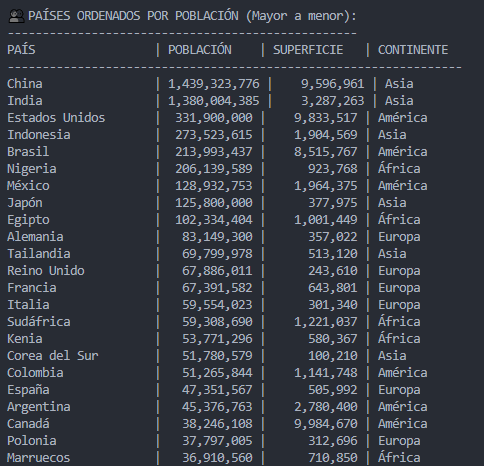 PAÍSES ORDENADOS POR POBLACIÓN (Mayor a menor):
--------------------------------------------------
PAÍS | POBLACIÓN | SUPERFICIE | CONTINENTE
-----------------------------------------------------------------
China | 1,439,323,776 | 9,596,961 | Asia
India | 1,380,004,385 | 3,287,263 | Asia
Estados Unidos | 331,900,000 | 9,833,517 | América
Indonesia | 273,523,615 | 1,904,569 | Asia
Brasil | 213,993,437 | 8,515,767 | América
Nigeria | 206,139,589 | 923,768 | África
México | 128,932,753 | 1,964,375 | América
Japón | 125,800,000 | 377,975 | Asia
Egipto | 102,334,404 | 1,001,449 | África
Alemania | 83,149,300 | 357,022 | Europa
Tailandia | 69,799,978 | 513,120 | Asia
Reino Unido | 67,886,011 | 243,610 | Europa
Francia | 67,391,582 | 643,801 | Europa
Italia | 59,554,023 | 301,340 | Europa
Sudáfrica | 59,308,690 | 1,221,037 | África
Kenia | 53,771,296 | 580,367 | África
Corea del Sur | 51,780,579 | 100,210 | Asia
Colombia | 51,265,844 | 1,141,748 | América
España | 47,351,567 | 505,992 | Europa
Argentina | 45,376,763 | 2,780,400 | América
Canadá | 38,246,108 | 9,984,670 | América
Polonia | 37,797,005 | 312,696 | Europa
Marruecos | 36,910,560 | 710,850 | África